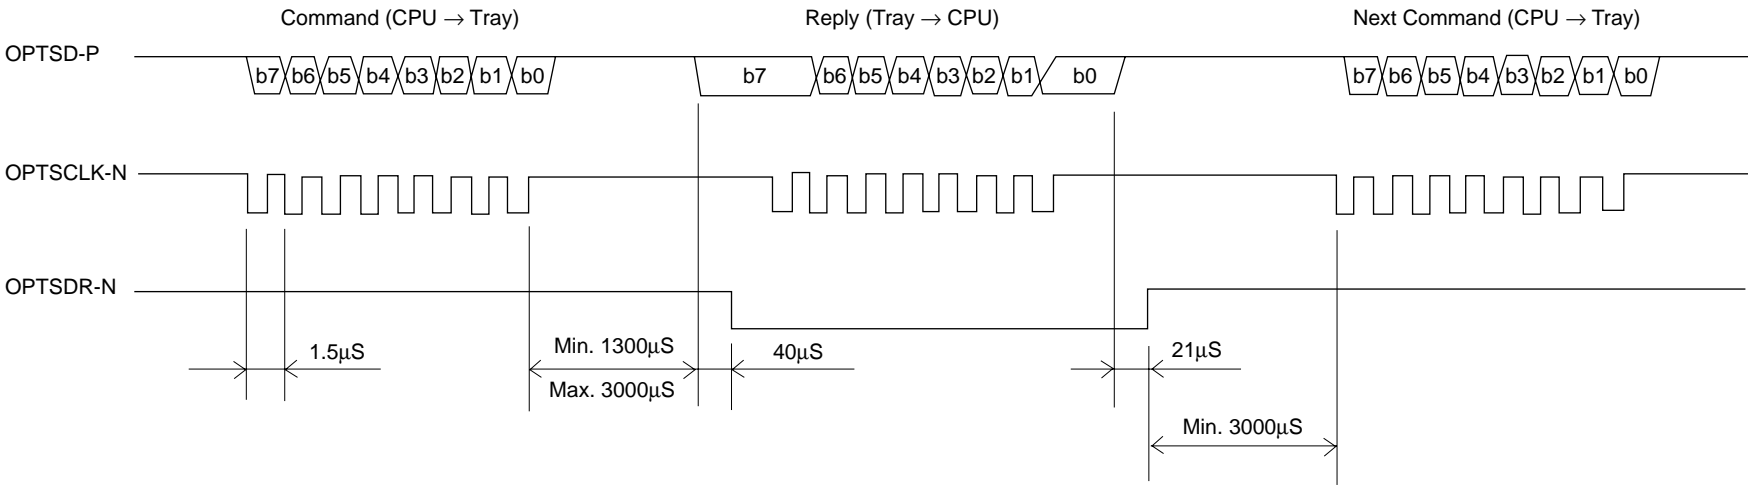 Command (CPU → Tray)
Reply (Tray → CPU)
Next Command (CPU → Tray)
OPTSD-P
b7 b6 b5 b4 b3 b2 b1 b0
b7 b6 b5 b4 b3 b2 b1 b0
b7 b6 b5 b4 b3 b2 b1 b0
OPTSCLK-N
OPTSDR-N
1.5μS
Min. 1300μS
Max. 3000μS
40μS
21μS
Min. 3000μS